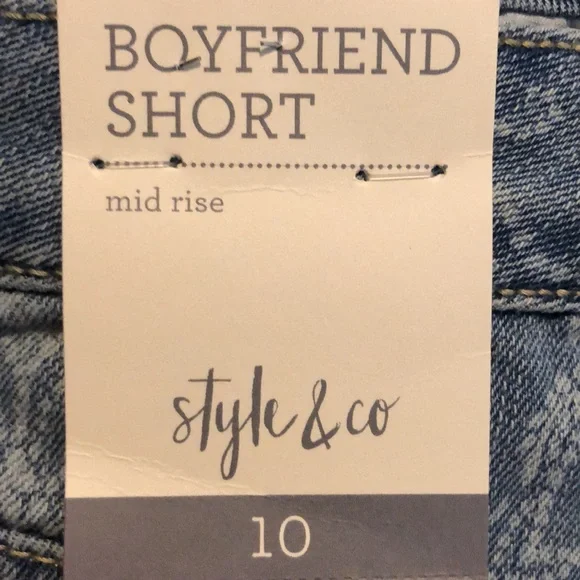 BOYFRIEND
SHORT
mid rise
style & co
10